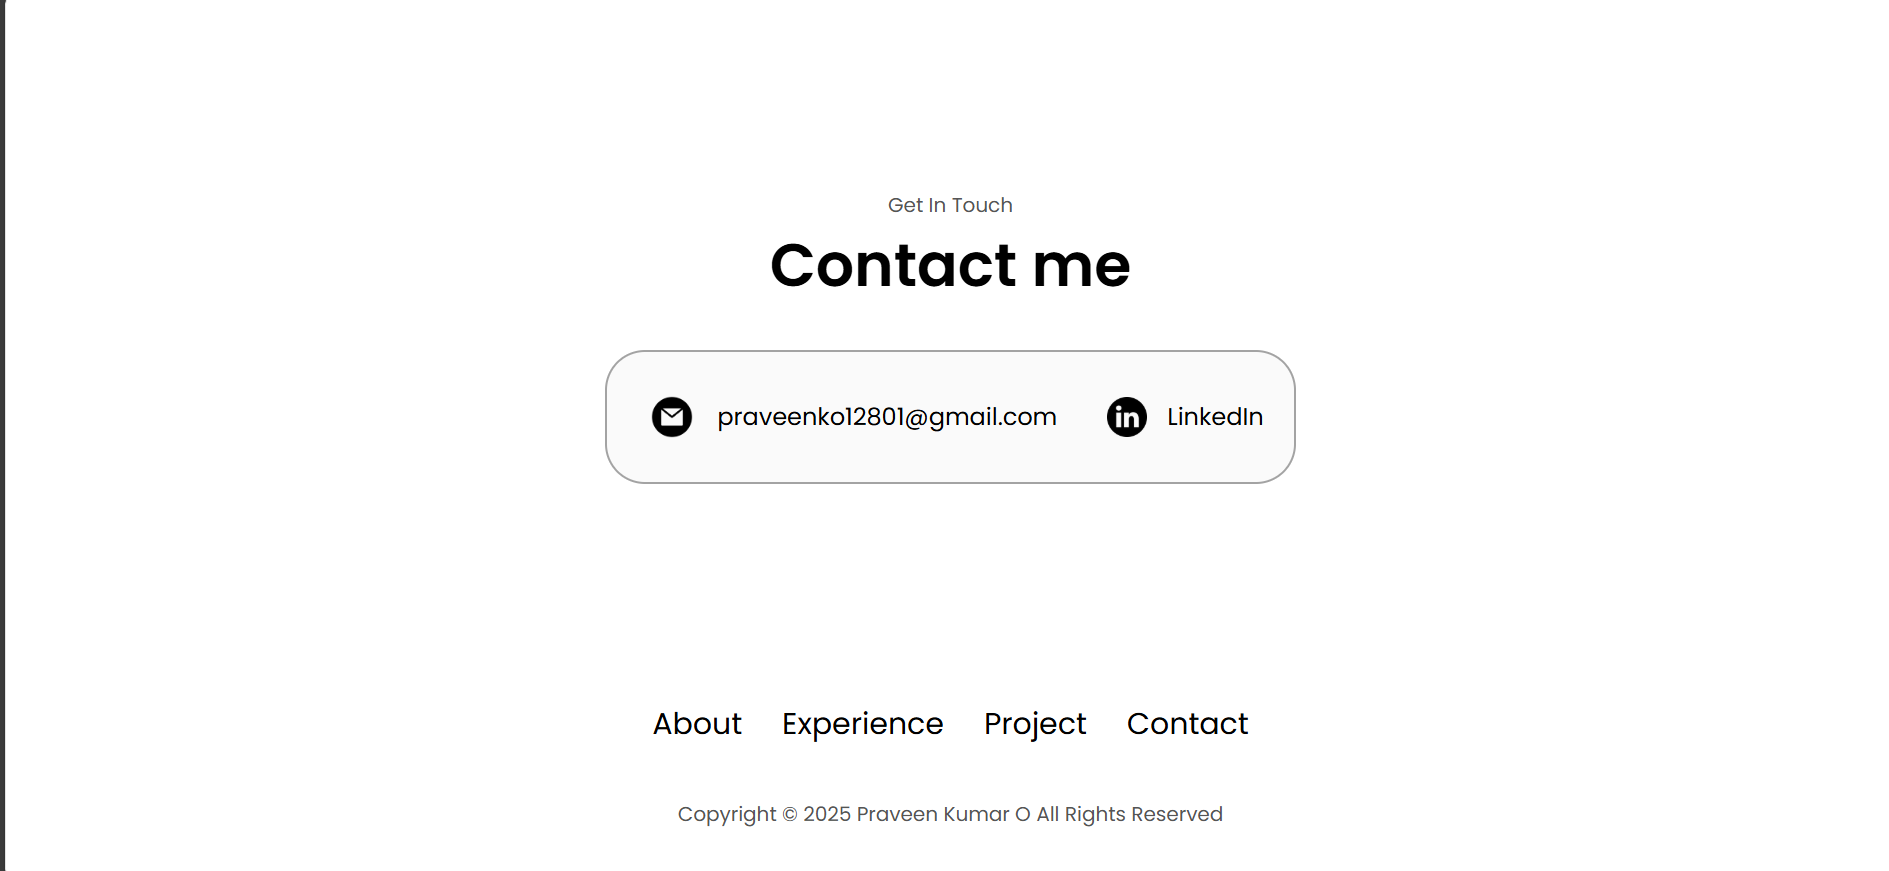 Get In Touch
Contact me
praveenko12801@gmail.com LinkedIn
About Experience Project Contact
Copyright © 2025 Praveen Kumar O All Rights Reserved